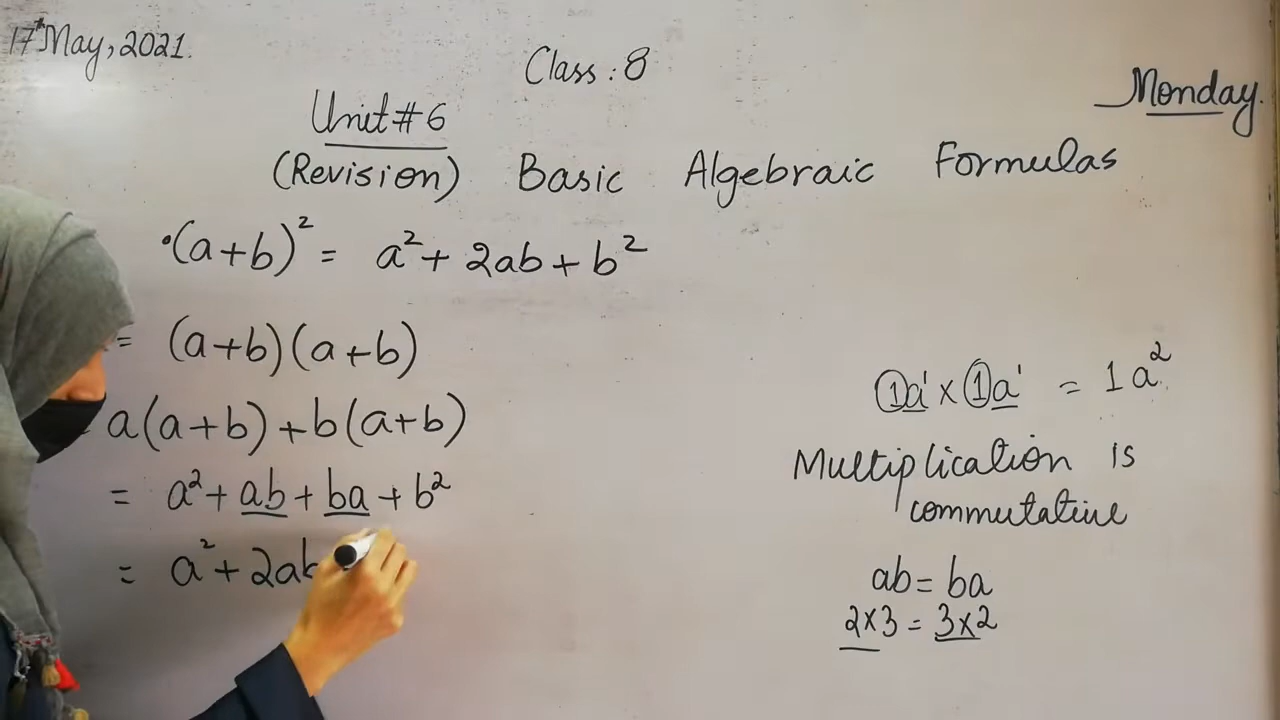 17th May, 2021.
Class : 8
Monday.
Unit # 6
(Revision) Basic Algebraic Formulas
•(a+b)² = a² + 2ab + b²
= (a+b)(a+b)
= a(a+b) + b(a+b)
= a² + ab + ba + b²
= a² + 2ab
1a¹ × 1a¹ = 1a²
Multiplication is
commutative
ab = ba
2×3 = 3×2